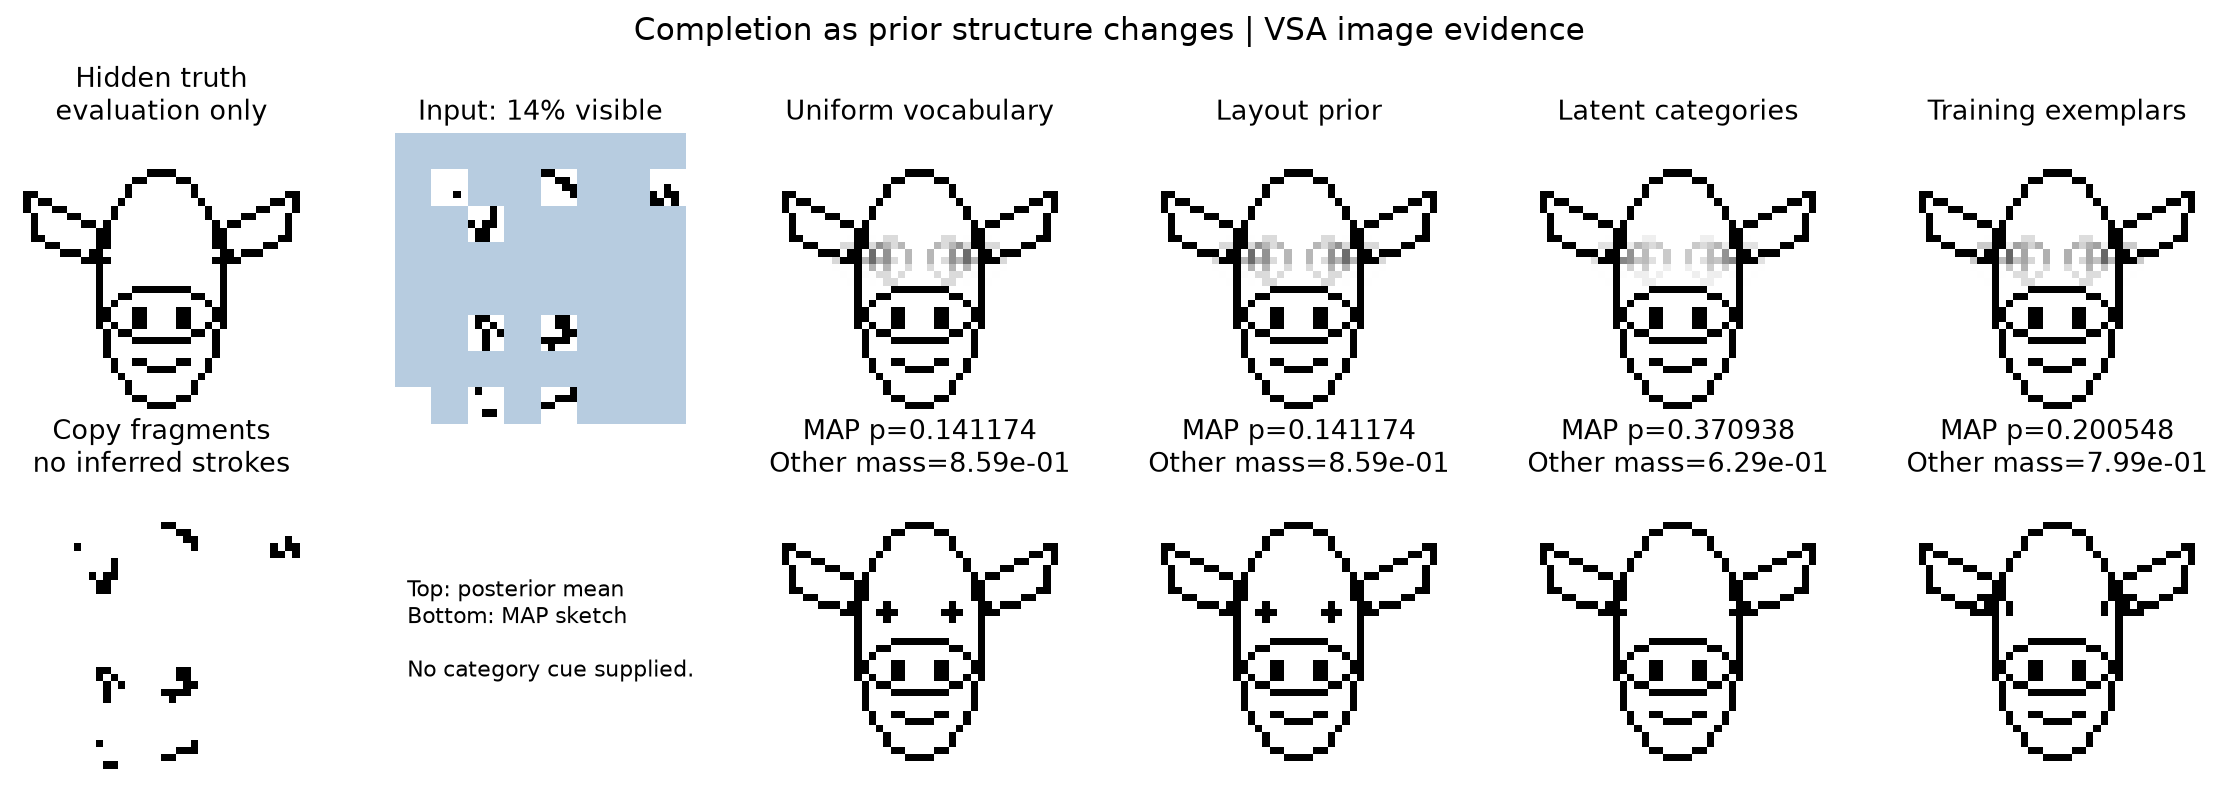 Completion as prior structure changes | VSA image evidence
Hidden truth
evaluation only
Input: 14% visible
Uniform vocabulary
Layout prior
Latent categories
Training exemplars
Copy fragments
no inferred strokes
MAP p=0.141174
Other mass=8.59e-01
MAP p=0.141174
Other mass=8.59e-01
MAP p=0.370938
Other mass=6.29e-01
MAP p=0.200548
Other mass=7.99e-01
Top: posterior mean
Bottom: MAP sketch
No category cue supplied.